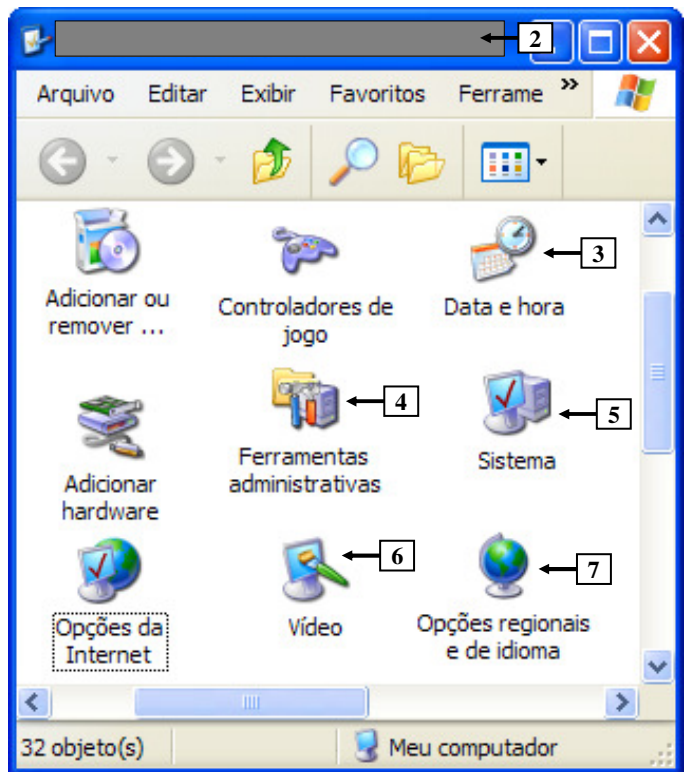 2
Arquivo Editar Exibir Favoritos Ferrame »
3
Adicionar ou
remover ...
Controladores de
jogo
Data e hora
4
5
Adicionar
hardware
Ferramentas
administrativas
Sistema
6
7
Opções da
Internet
Vídeo
Opções regionais
e de idioma
32 objeto(s) Meu computador